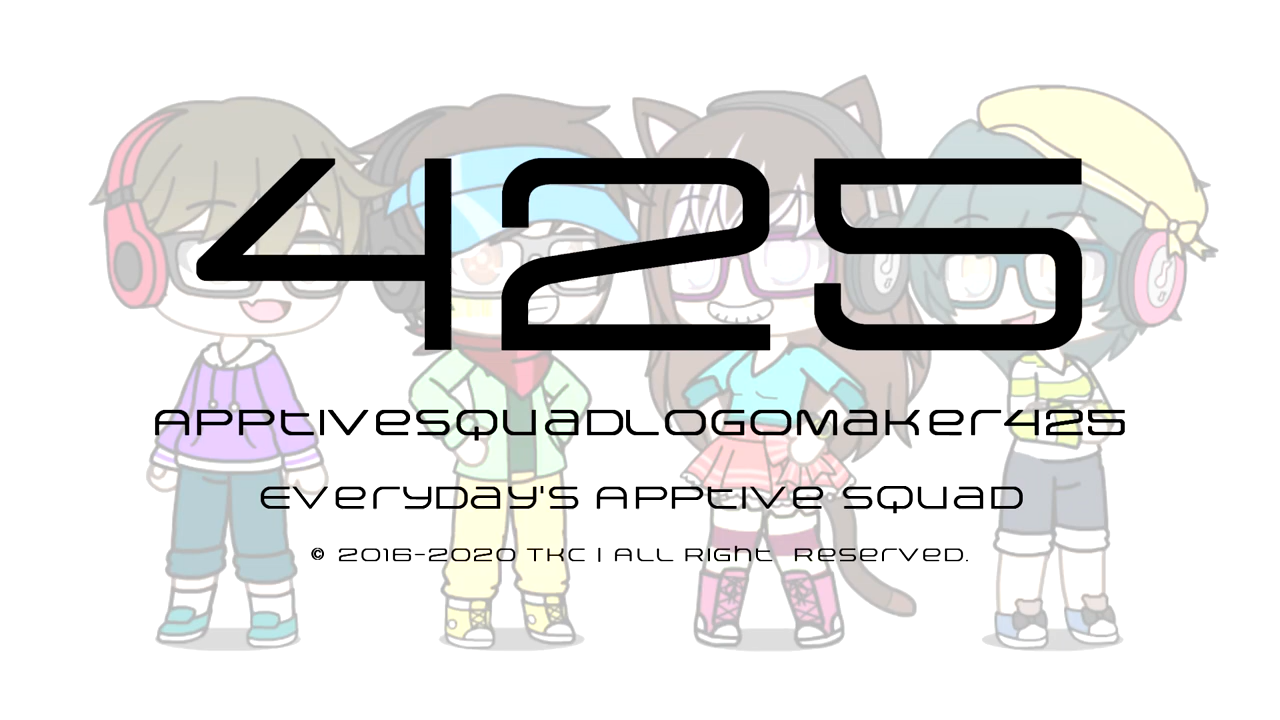 425
APPtiveSQuaDLOGOMaker425
EveryDay's Apptive Squad
© 2016-2020 TKC | All Right Reserved.